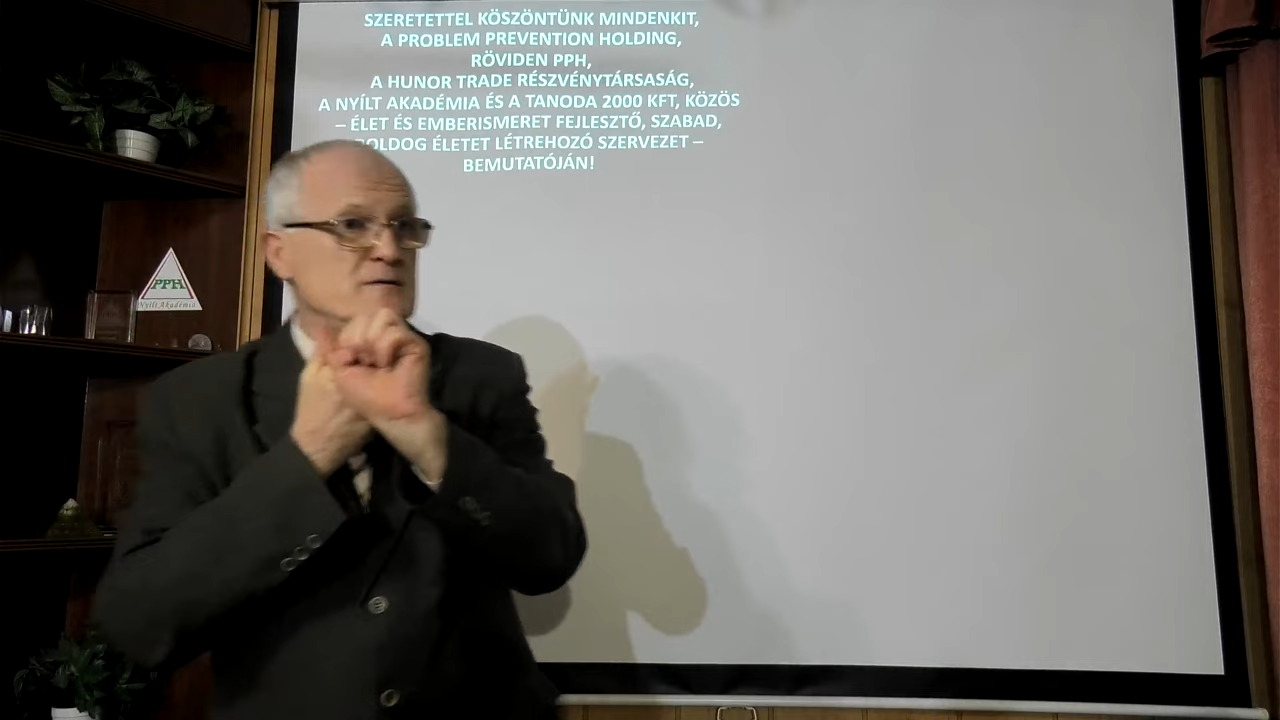 SZERETETTEL KÖSZÖNTÜNK MINDENKIT,
A PROBLEM PREVENTION HOLDING,
RÖVIDEN PPH,
A HUNOR TRADE RÉSZVÉNYTÁRSASÁG,
A NYÍLT AKADÉMIA ÉS A TANODA 2000 KFT, KÖZÖS
– ÉLET ÉS EMBERISMERET FEJLESZTŐ, SZABAD,
BOLDOG ÉLETET LÉTREHOZÓ SZERVEZET –
BEMUTATÓJÁN!
PPH
Nyílt Akadémia